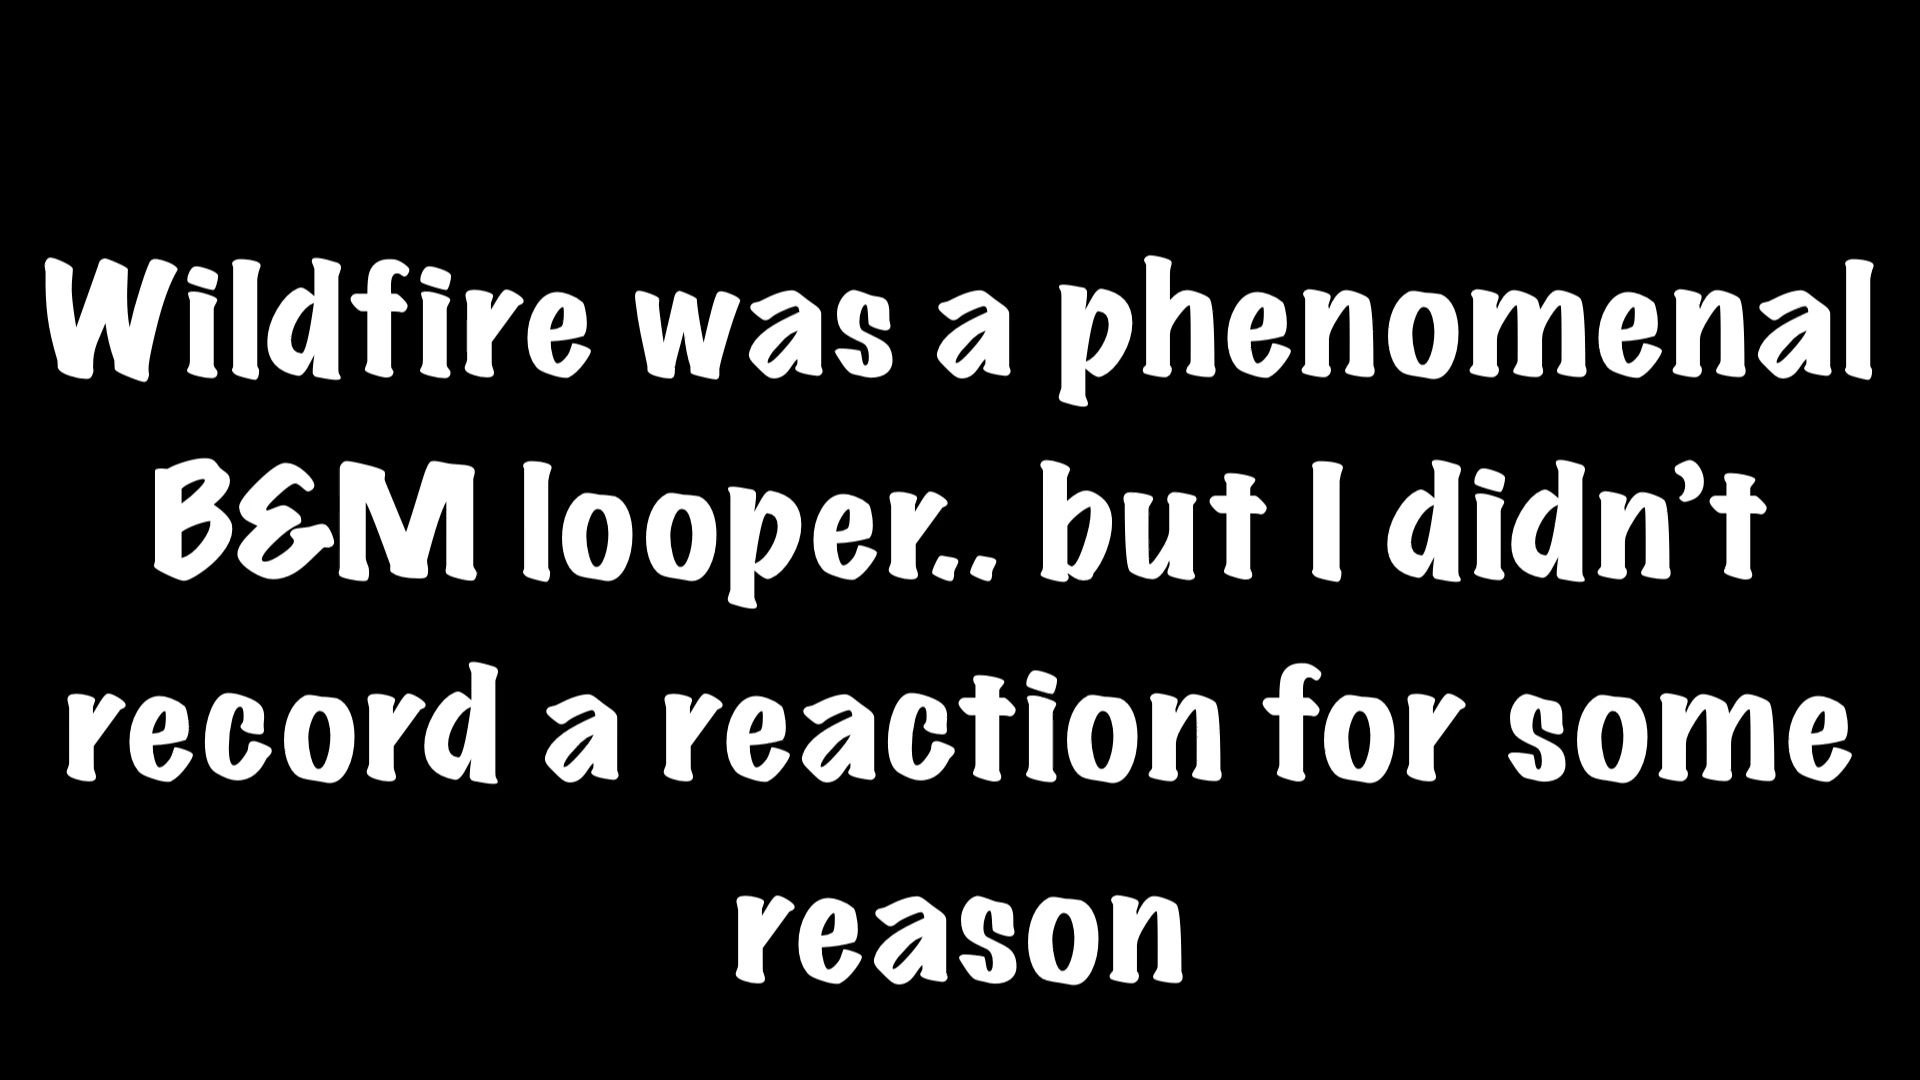 Wildfire was a phenomenal
B&M looper.. but I didn’t
record a reaction for some
reason